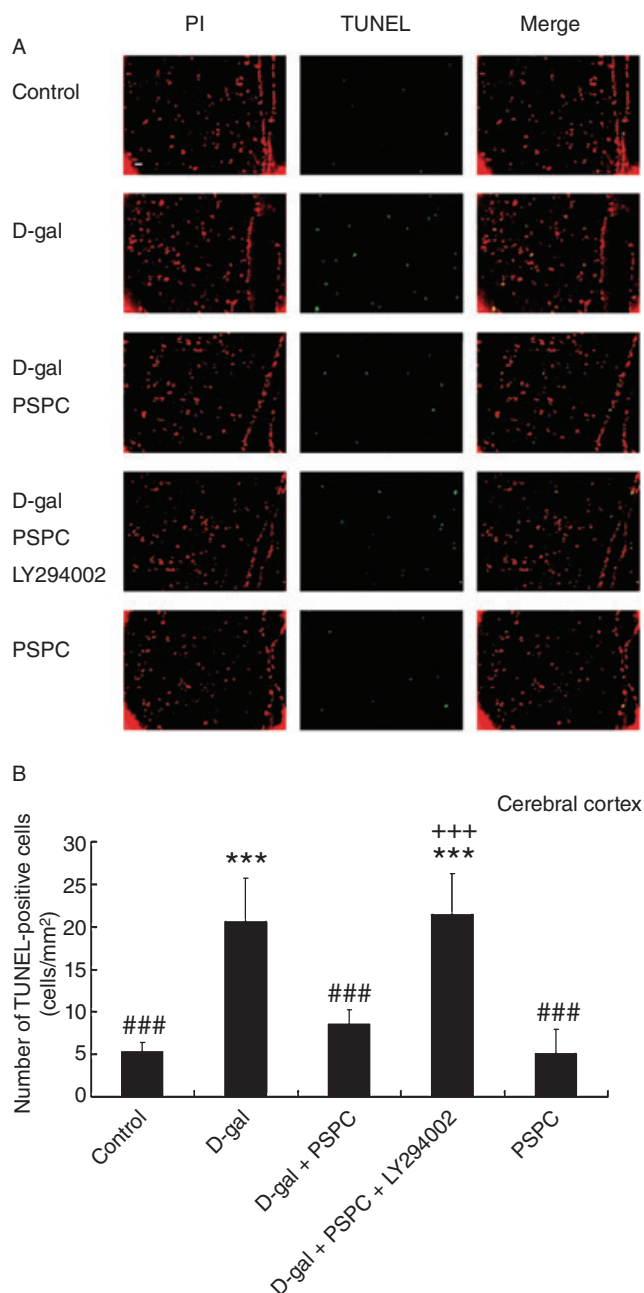 PI TUNEL Merge
A
Control
D-gal
D-gal
PSPC
D-gal
PSPC
LY294002
PSPC
B
Cerebral cortex
Number of TUNEL-positive cells
(cells/mm²)
30
25
20
15
10
5
0
###
***
###
+++
***
###
Control
D-gal
D-gal + PSPC
D-gal + PSPC + LY294002
PSPC